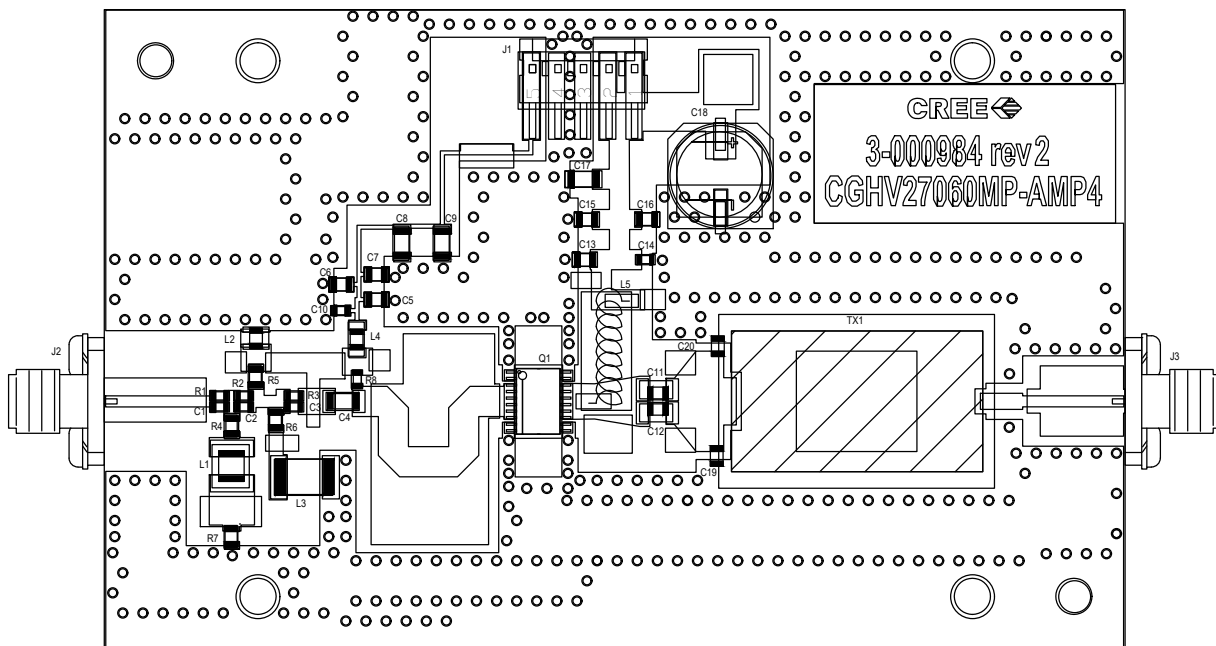 J1
5 4 3 2 1
C18
CREE
3-000984 rev 2
CGHV27060MP-AMP4
C17
C15
C16
C8
C9
C13
C14
C7
C6
C5
C10
L5
L2
L4
TX1
J2
J3
Q1
C20
R5
R8
C11
R1
R2
R3
C1
C2
C3
C4
R4
R6
C12
L1
L3
C19
R7